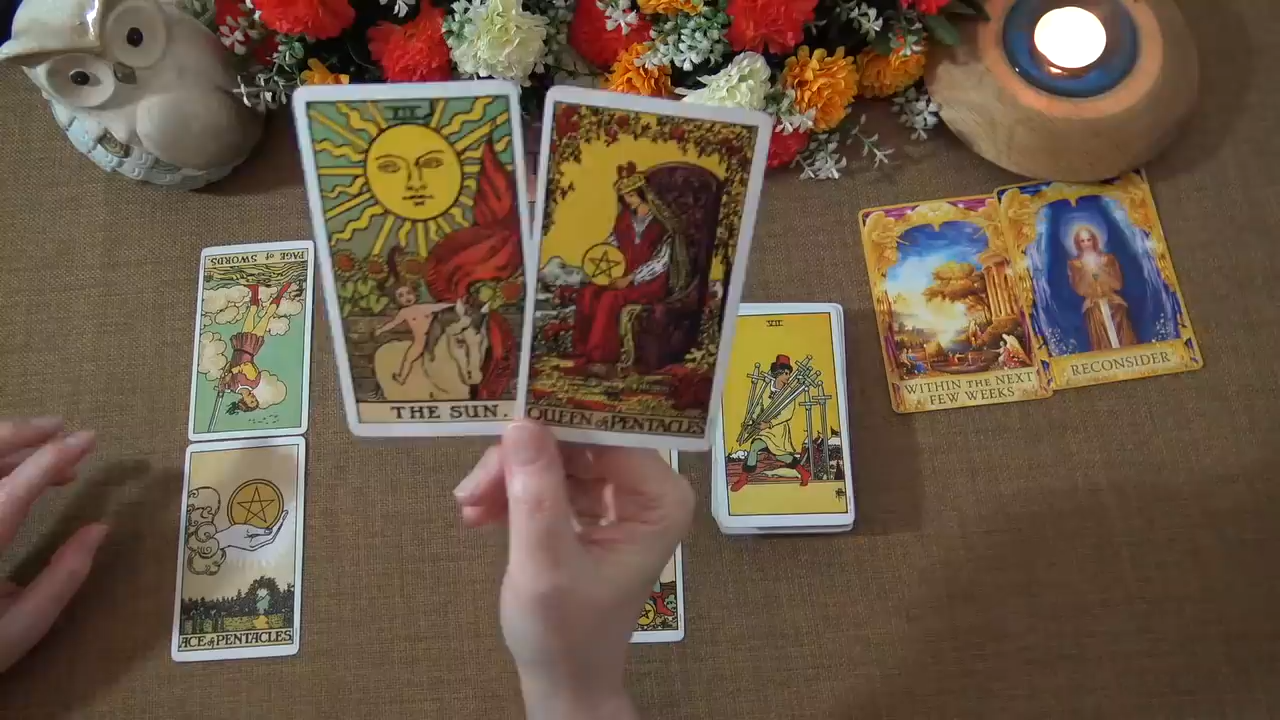 XIX
THE SUN.
QUEEN of PENTACLES
PAGE of SWORDS
ACE of PENTACLES
VII
WITHIN THE NEXT
FEW WEEKS
RECONSIDER